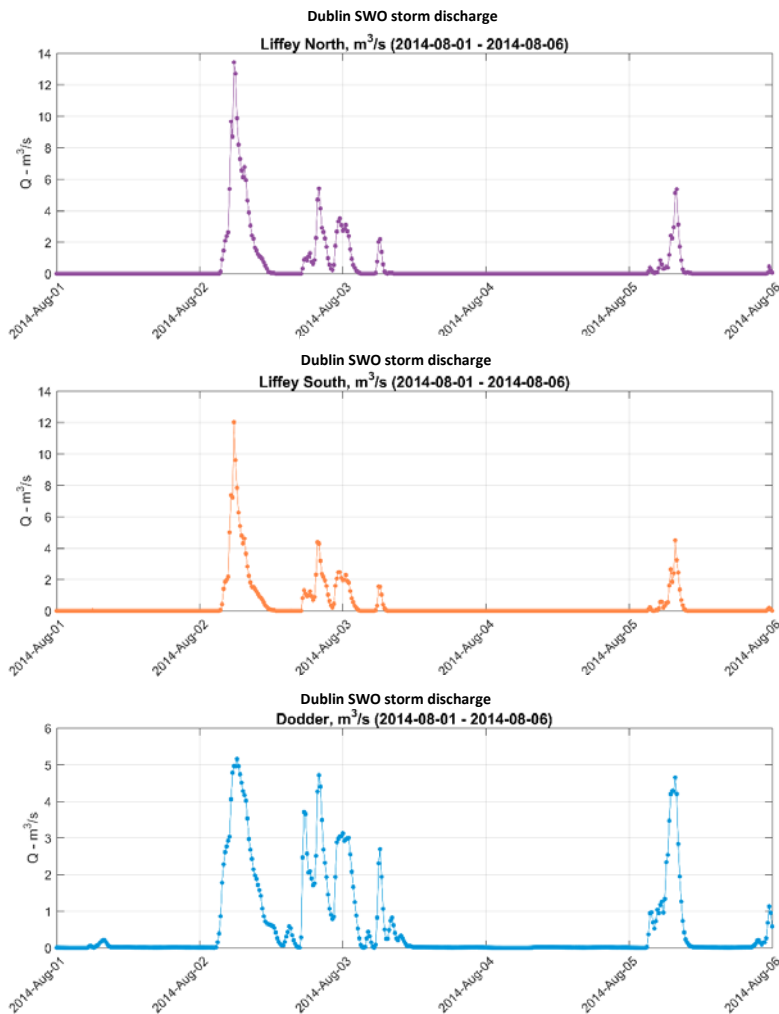 Dublin SWO storm discharge
Liffey North, m³/s (2014-08-01 - 2014-08-06)
14
12
10
8
6
4
2
0
Q - m³/s
2014-Aug-01
2014-Aug-02
2014-Aug-03
2014-Aug-04
2014-Aug-05
2014-Aug-06
Dublin SWO storm discharge
Liffey South, m³/s (2014-08-01 - 2014-08-06)
14
12
10
8
6
4
2
0
Q - m³/s
2014-Aug-01
2014-Aug-02
2014-Aug-03
2014-Aug-04
2014-Aug-05
2014-Aug-06
Dublin SWO storm discharge
Dodder, m³/s (2014-08-01 - 2014-08-06)
6
5
4
3
2
1
0
Q - m³/s
2014-Aug-01
2014-Aug-02
2014-Aug-03
2014-Aug-04
2014-Aug-05
2014-Aug-06